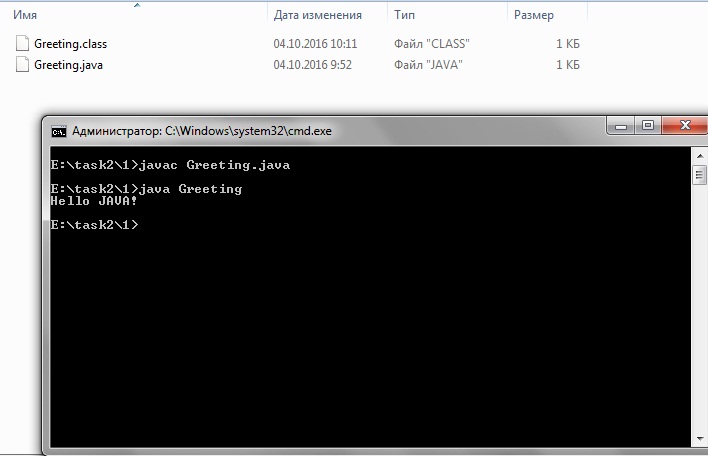 Имя Дата изменения Тип Размер
Greeting.class 04.10.2016 10:11 Файл "CLASS" 1 КБ
Greeting.java 04.10.2016 9:52 Файл "JAVA" 1 КБ
Администратор: C:\Windows\system32\cmd.exe
E:\task2\1>javac Greeting.java
E:\task2\1>java Greeting
Hello JAVA!
E:\task2\1>